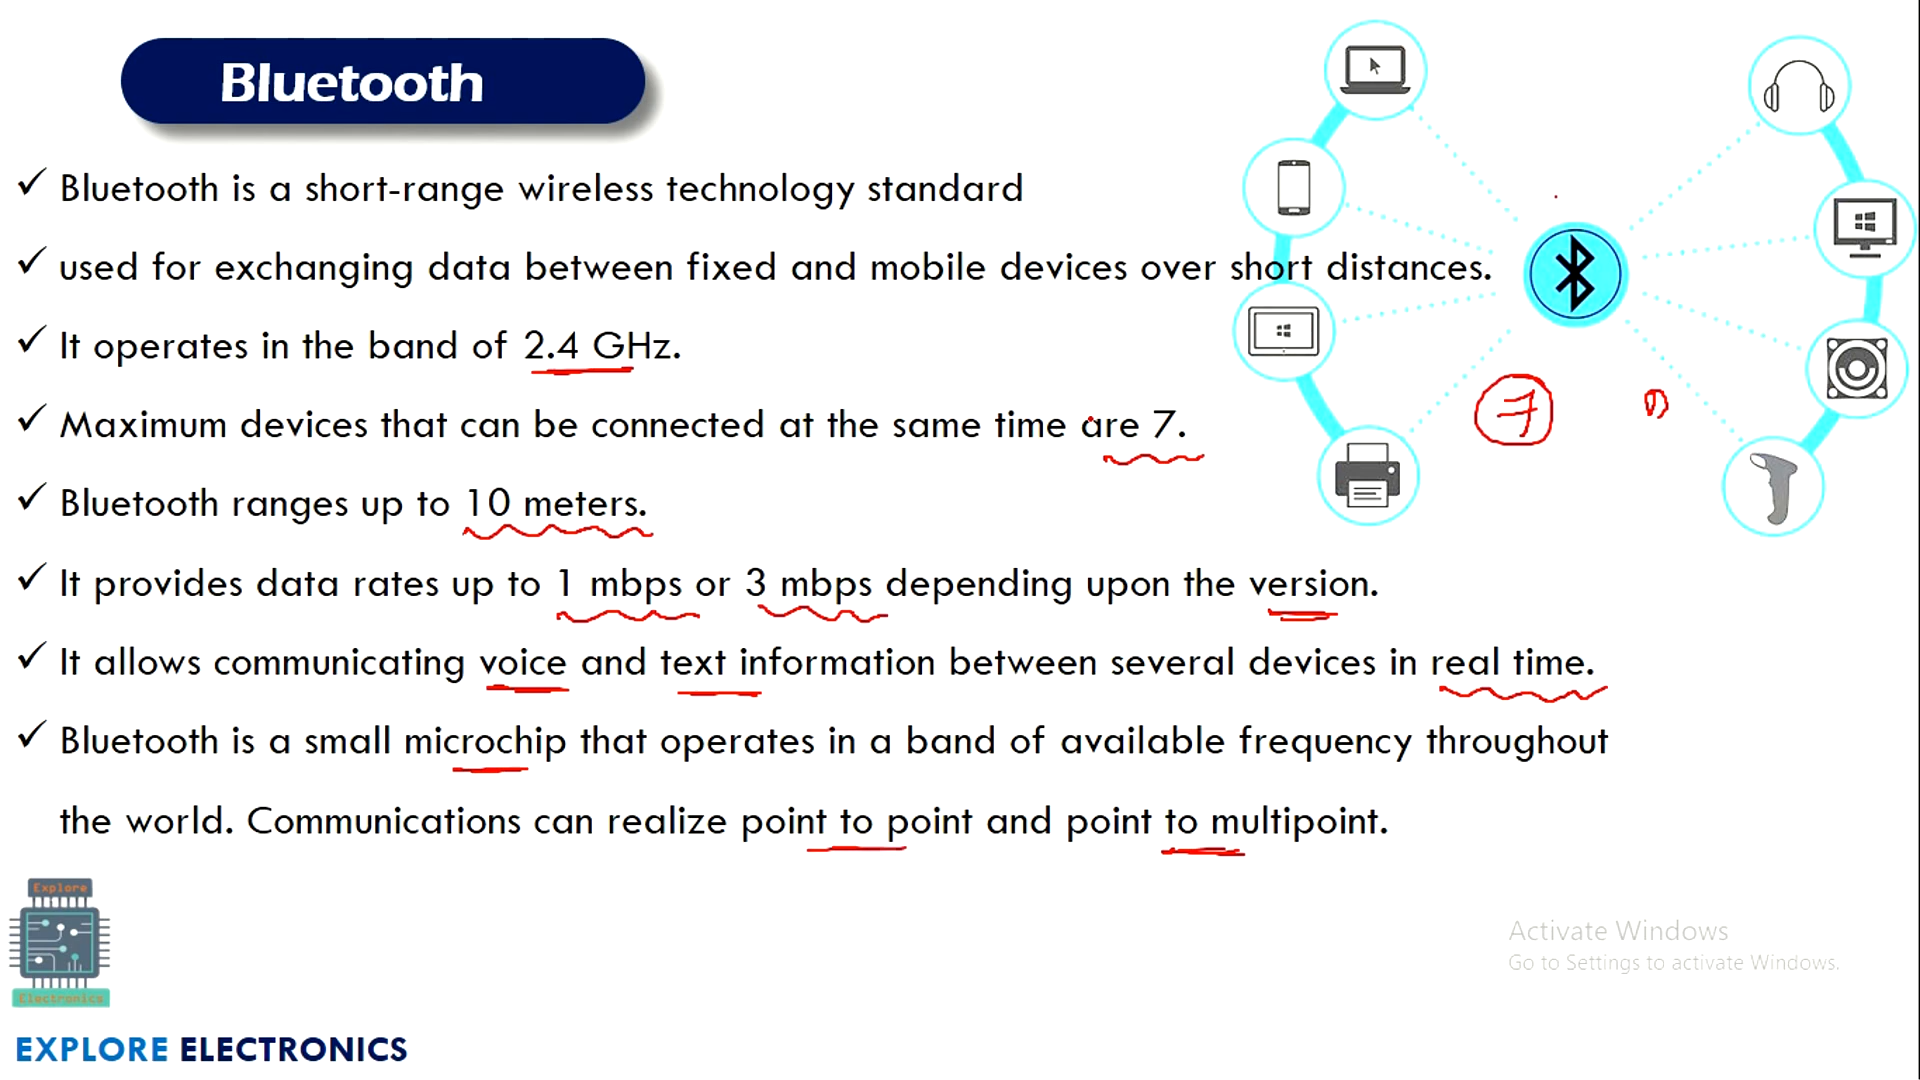 Bluetooth
✓ Bluetooth is a short-range wireless technology standard
✓ used for exchanging data between fixed and mobile devices over short distances.
✓ It operates in the band of 2.4 GHz.
✓ Maximum devices that can be connected at the same time are 7.
7
✓ Bluetooth ranges up to 10 meters.
✓ It provides data rates up to 1 mbps or 3 mbps depending upon the version.
✓ It allows communicating voice and text information between several devices in real time.
✓ Bluetooth is a small microchip that operates in a band of available frequency throughout
the world. Communications can realize point to point and point to multipoint.
Explore
Electronics
EXPLORE ELECTRONICS
Activate Windows
Go to Settings to activate Windows.